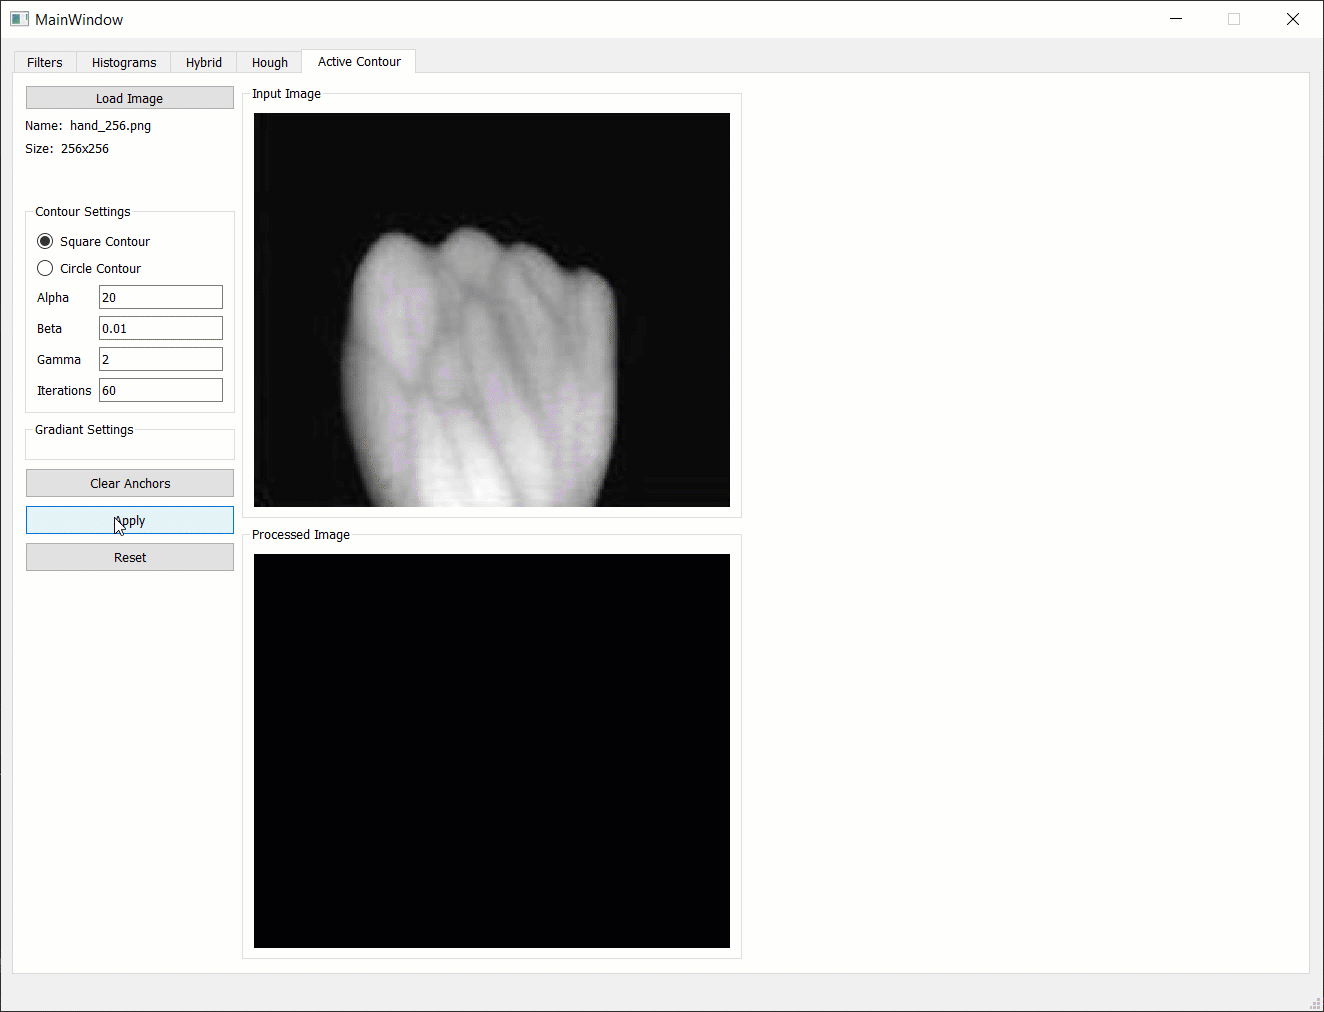 MainWindow
Filters Histograms Hybrid Hough Active Contour
Load Image
Name: hand_256.png
Size: 256x256
Contour Settings
Square Contour
Circle Contour
Alpha 20
Beta 0.01
Gamma 2
Iterations 60
Gradiant Settings
Clear Anchors
Apply
Reset
Input Image
Processed Image